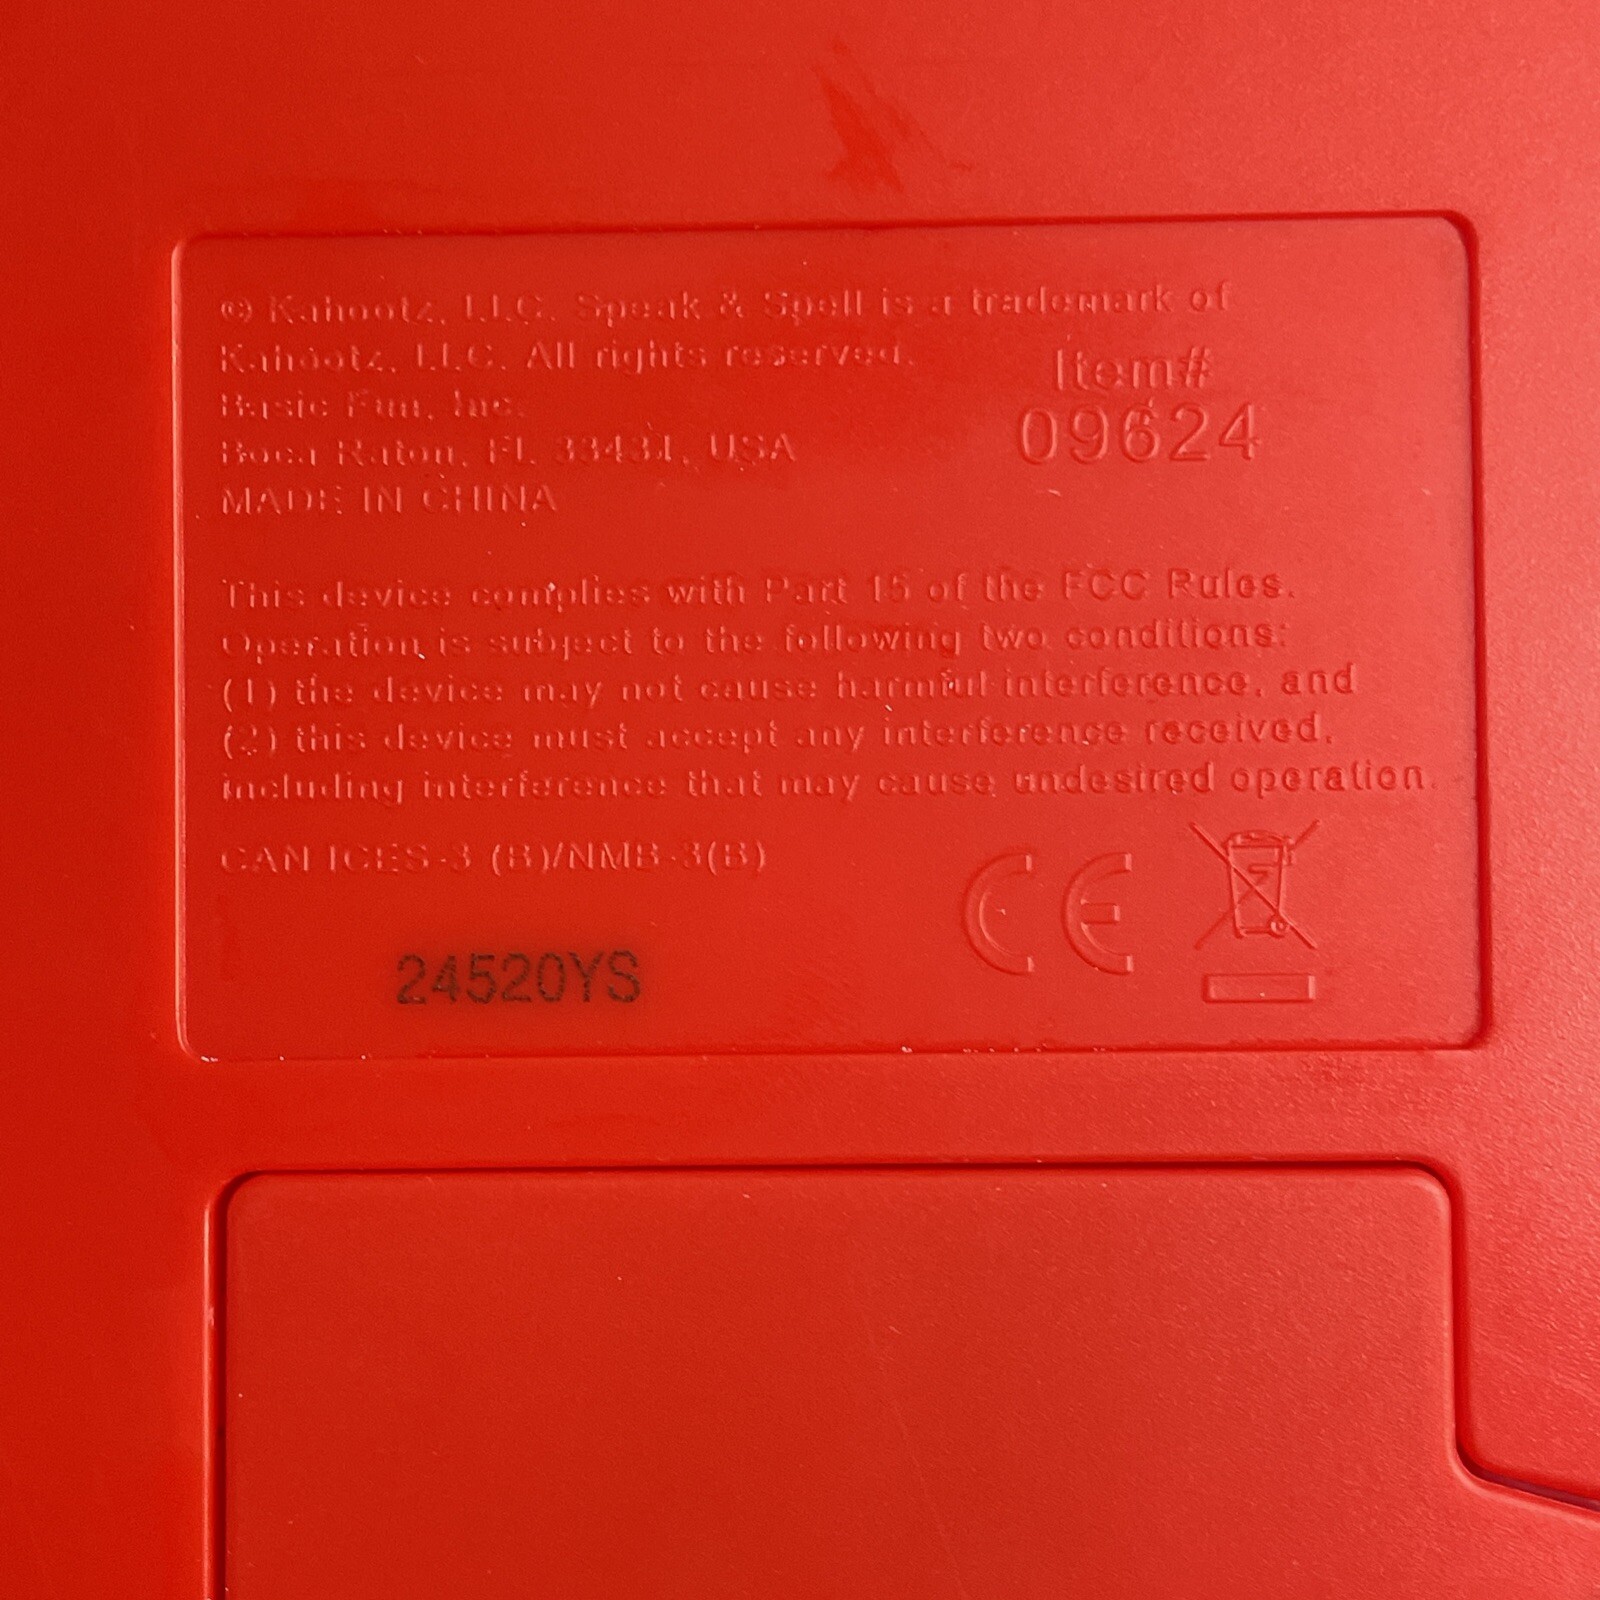 © Kahootz, LLC. Speak & Spell is a trademark of
Kahootz, LLC. All rights reserved.
Basic Fun, Inc.
Boca Raton, FL 33431, USA
MADE IN CHINA
Item#
09624
This device complies with Part 15 of the FCC Rules.
Operation is subject to the following two conditions:
(1) the device may not cause harmful interference, and
(2) this device must accept any interference received,
including interference that may cause undesired operation.
CAN ICES-3 (B)/NMB-3(B)
CE
24520YS